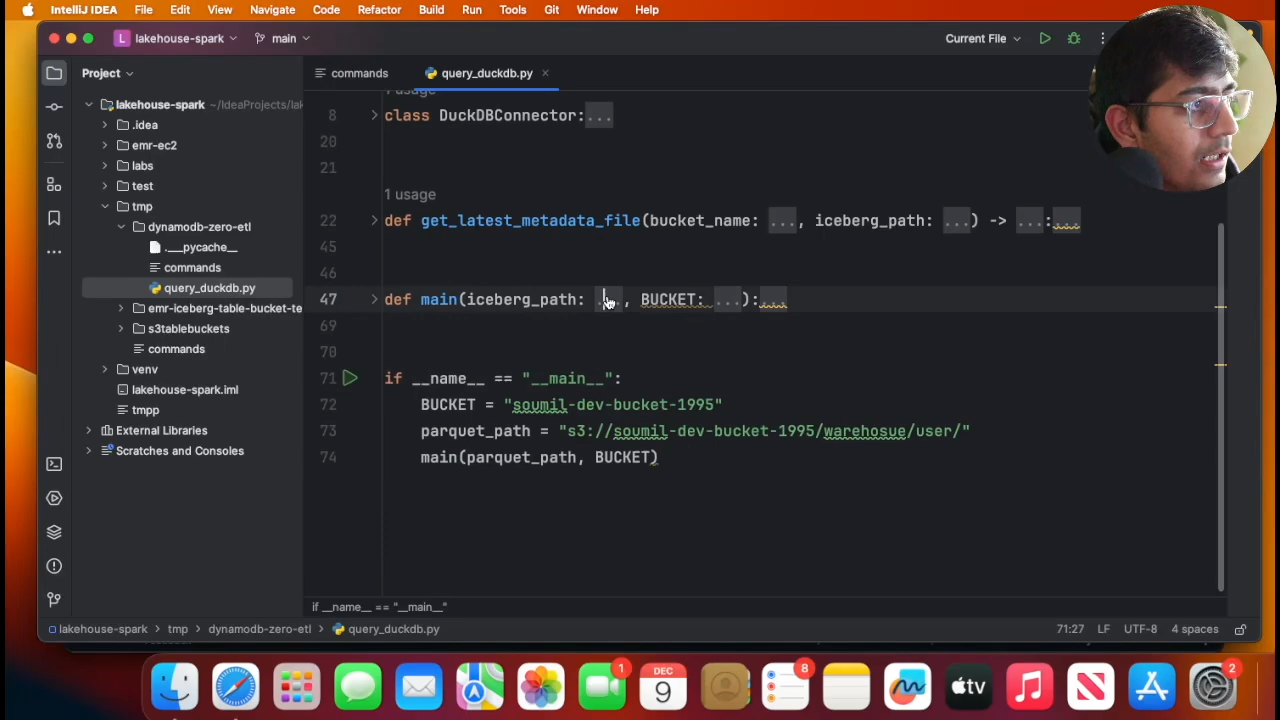 IntelliJ IDEA File Edit View Navigate Code Refactor Build Run Tools Git Window Help
L lakehouse-spark main Current File
Project commands query_duckdb.py
lakehouse-spark ~/IdeaProjects/lak
.idea
emr-ec2
labs
test
tmp
dynamodb-zero-etl
.___pycache__
commands
query_duckdb.py
emr-iceberg-table-bucket-te
s3tablebuckets
commands
venv
lakehouse-spark.iml
tmpp
External Libraries
Scratches and Consoles
1 usage
8 class DuckDBConnector:...
20
21
1 usage
22 def get_latest_metadata_file(bucket_name: ..., iceberg_path: ...) -> ...:...
45
46
47 def main(iceberg_path: ..., BUCKET: ...):...
69
70
71 if __name__ == "__main__":
72 BUCKET = "soumil-dev-bucket-1995"
73 parquet_path = "s3://soumil-dev-bucket-1995/warehosue/user/"
74 main(parquet_path, BUCKET)
if __name__ == "__main__"
lakehouse-spark > tmp > dynamodb-zero-etl > query_duckdb.py 71:27 LF UTF-8 4 spaces
1 DEC 9 8 tv 2